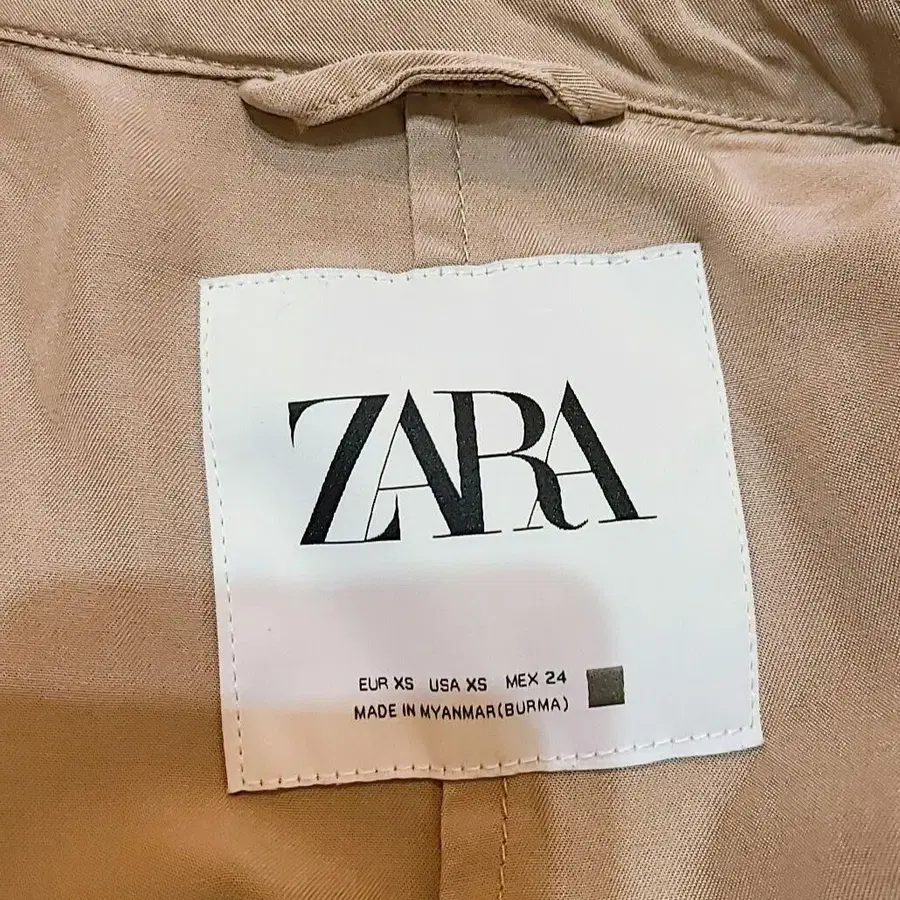 ZARA
EUR XS USA XS MEX 24
MADE IN MYANMAR(BURMA)